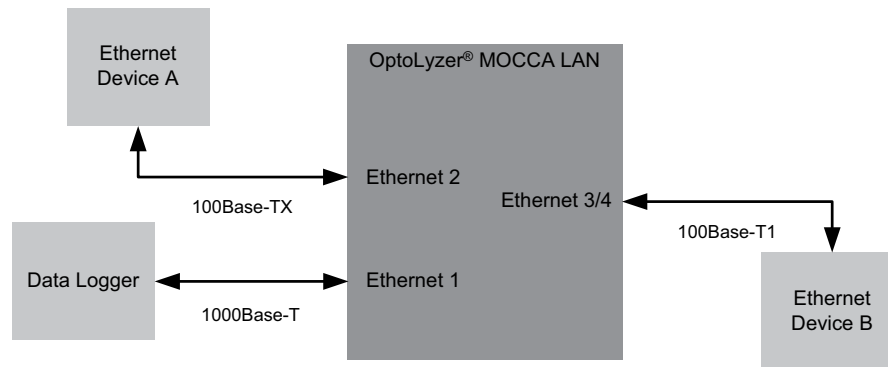 Ethernet
Device A
OptoLyzer® MOCCA LAN
Ethernet 2
100Base-TX
Ethernet 3/4
100Base-T1
Data Logger
Ethernet 1
1000Base-T
Ethernet
Device B